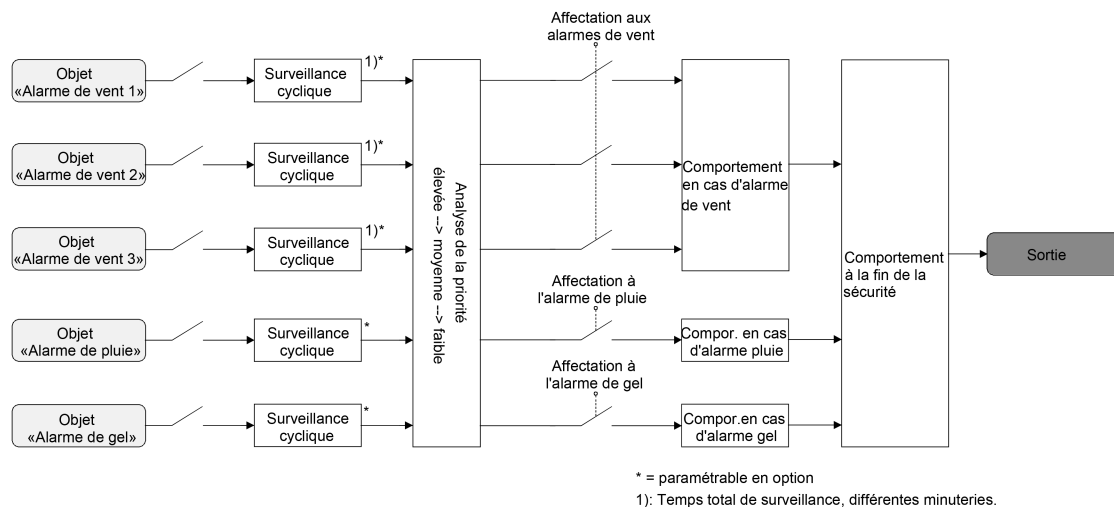 Affectation aux
alarmes de vent
Objet
«Alarme de vent 1»
Surveillance
cyclique
1)*
Objet
«Alarme de vent 2»
Surveillance
cyclique
1)*
Objet
«Alarme de vent 3»
Surveillance
cyclique
1)*
Objet
«Alarme de pluie»
Surveillance
cyclique
*
Objet
«Alarme de gel»
Surveillance
cyclique
*
Analyse de la priorité
élevée --> moyenne --> faible
Comportement
en cas d'alarme
de vent
Affectation à
l'alarme de pluie
Compor. en cas
d'alarme pluie
Affectation à
l'alarme de gel
Compor.en cas
d'alarme gel
Comportement
à la fin de la
sécurité
Sortie
* = paramétrable en option
1): Temps total de surveillance, différentes minuteries.